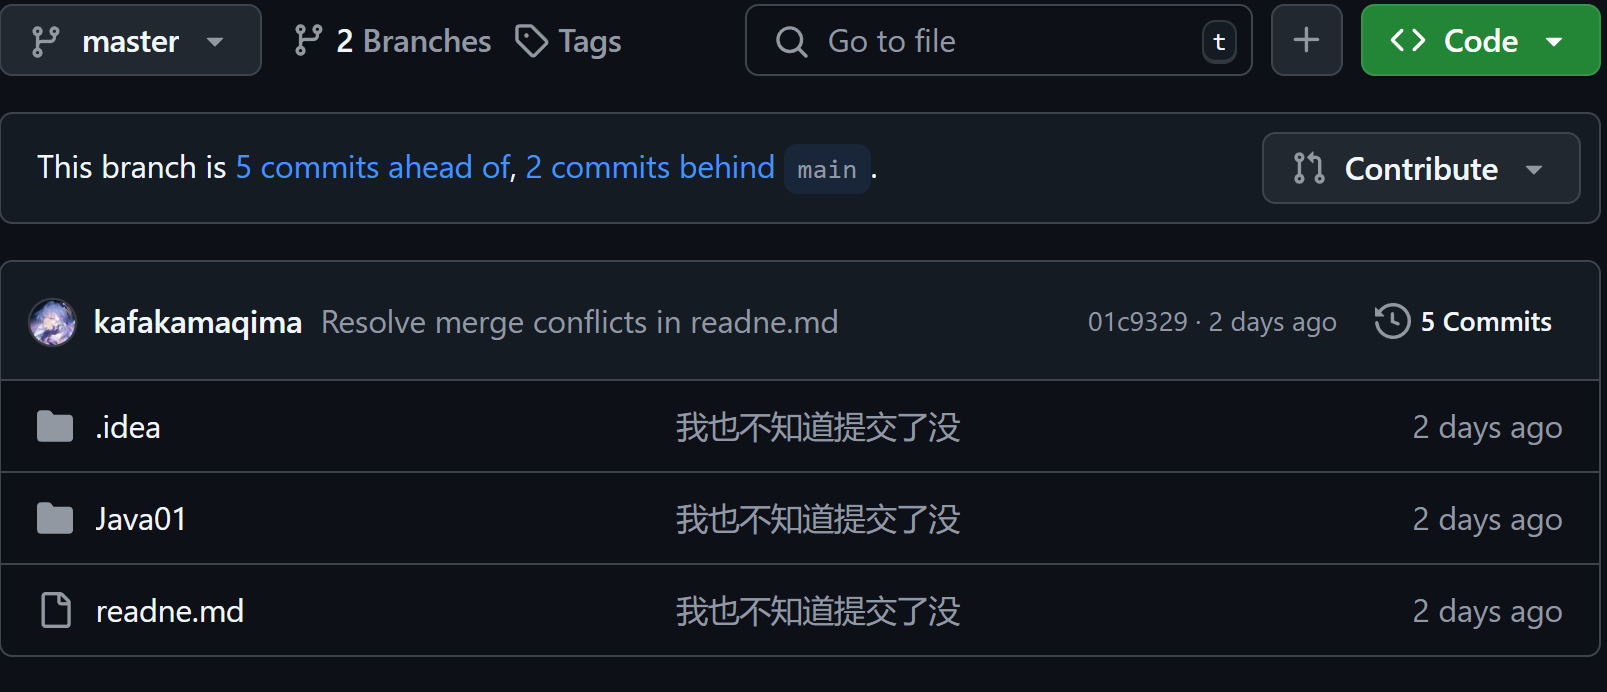 master 2 Branches Tags Go to file t + Code
This branch is 5 commits ahead of, 2 commits behind main .
Contribute
kafakamaqima Resolve merge conflicts in readne.md 01c9329 · 2 days ago 5 Commits
.idea 我也不知道提交了没 2 days ago
Java01 我也不知道提交了没 2 days ago
readne.md 我也不知道提交了没 2 days ago